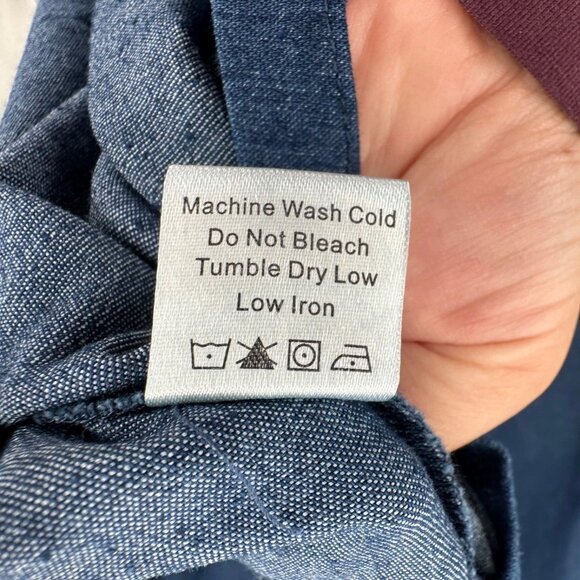 Machine Wash Cold
Do Not Bleach
Tumble Dry Low
Low Iron